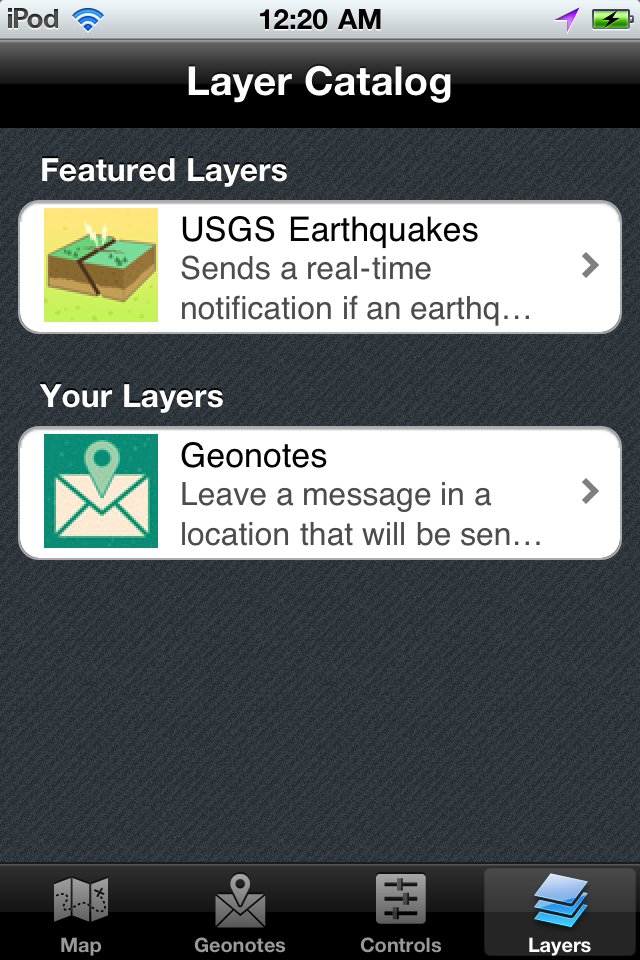 iPod
12:20 AM
Layer Catalog
Featured Layers
USGS Earthquakes
Sends a real-time
notification if an earthq…
Your Layers
Geonotes
Leave a message in a
location that will be sen…
Map
Geonotes
Controls
Layers